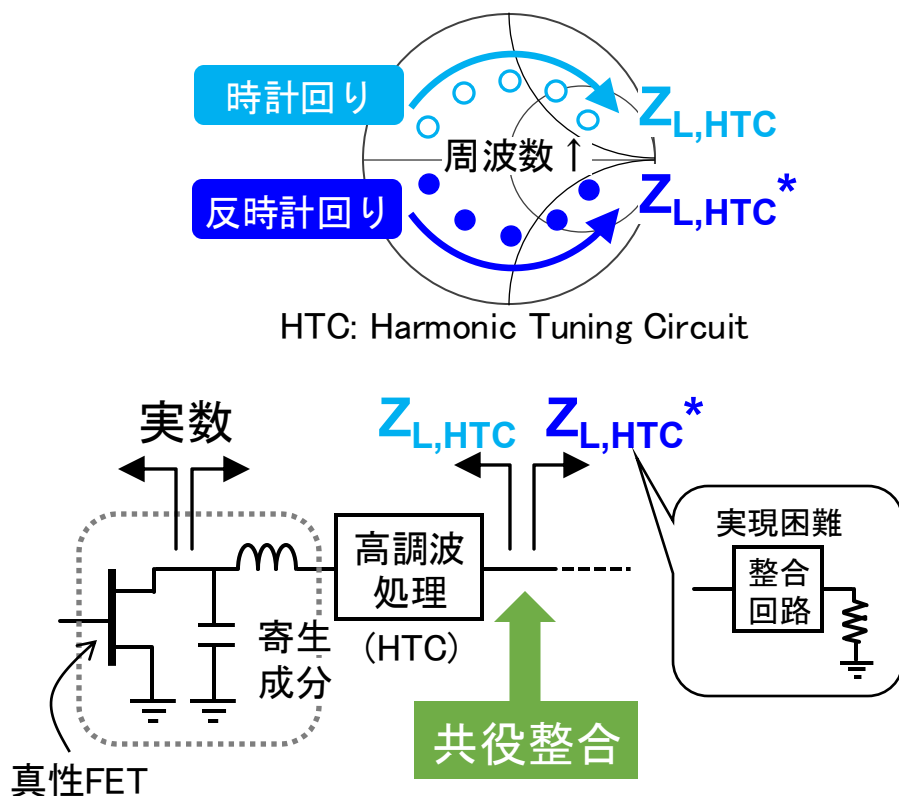 時計回り
Z_L,HTC
周波数↑
反時計回り
Z_L,HTC*
HTC: Harmonic Tuning Circuit
実数
Z_L,HTC
Z_L,HTC*
実現困難
整合
回路
高調波
処理
(HTC)
寄生
成分
共役整合
真性FET